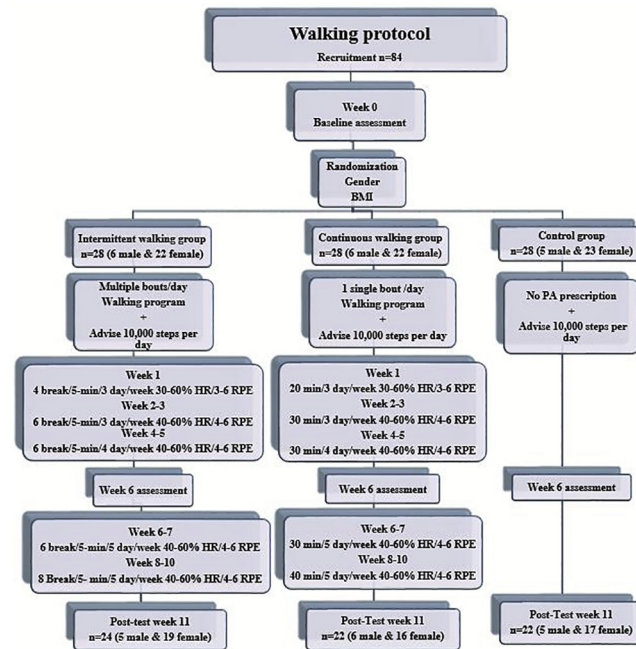 Walking protocol
Recruitment n=84
Week 0
Baseline assessment
Randomization
Gender
BMI
Intermittent walking group
n=28 (6 male & 22 female)
Multiple bouts/day
Walking program
+
Advise 10,000 steps per
day
Week 1
4 break/5-min/3 day/week 30-60% HR/3-6 RPE
Week 2-3
6 break/5-min/3 day/week 40-60% HR/4-6 RPE
Week 4-5
6 break/5-min/4 day/week 40-60% HR/4-6 RPE
Week 6 assessment
Week 6-7
6 break/5-min/5 day/week 40-60% HR/4-6 RPE
Week 8-10
8 Break/5- min/5 day/week 40-60% HR/4-6 RPE
Post-test week 11
n=24 (5 male & 19 female)
Continuous walking group
n=28 (6 male & 22 female)
1 single bout /day
Walking program
+
Advise 10,000 steps per
day
Week 1
20 min/3 day/week 30-60% HR/3-6 RPE
Week 2-3
30 min/3 day/week 40-60% HR/4-6 RPE
Week 4-5
30 min/4 day/week 40-60% HR/4-6 RPE
Week 6 assessment
Week 6-7
30 min/5 day/week 40-60% HR/4-6 RPE
Week 8-10
40 min/5 day/week 40-60% HR/4-6 RPE
Post-Test week 11
n=22 (6 male & 16 female)
Control group
n=28 (5 male & 23 female)
No PA prescription
+
Advise 10,000 steps per
day
Week 6 assessment
Post-Test week 11
n=22 (5 male & 17 female)